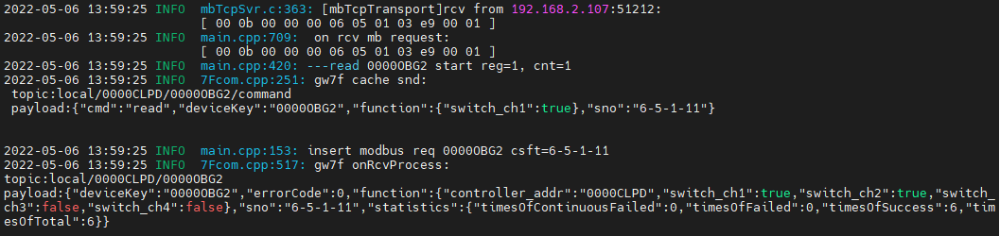 2022-05-06 13:59:25 INFO  mbTcpSvr.c:363: [mbTcpTransport]rcv from 192.168.2.107:51212:
[ 00 0b 00 00 00 06 05 01 03 e9 00 01 ]
2022-05-06 13:59:25 INFO  main.cpp:709:  on rcv mb request:
[ 00 0b 00 00 00 06 05 01 03 e9 00 01 ]
2022-05-06 13:59:25 INFO  main.cpp:420: ---read 0000OBG2 start reg=1, cnt=1
2022-05-06 13:59:25 INFO  7Fcom.cpp:251: gw7f cache snd:
topic:local/0000CLPD/0000OBG2/command
payload:{"cmd":"read","deviceKey":"0000OBG2","function":{"switch_ch1":true},"sno":"6-5-1-11"}
2022-05-06 13:59:25 INFO  main.cpp:153: insert modbus req 0000OBG2 csft=6-5-1-11
2022-05-06 13:59:25 INFO  7Fcom.cpp:517: gw7f onRcvProcess:
topic:local/0000CLPD/0000OBG2
payload:{"deviceKey":"0000OBG2","errorCode":0,"function":{"controller_addr":"0000CLPD","switch_ch1":true,"switch_ch2":true,"switch_
ch3":false,"switch_ch4":false},"sno":"6-5-1-11","statistics":{"timesOfContinuousFailed":0,"timesOfFailed":0,"timesOfSuccess":6,"tim
esOfTotal":6}}